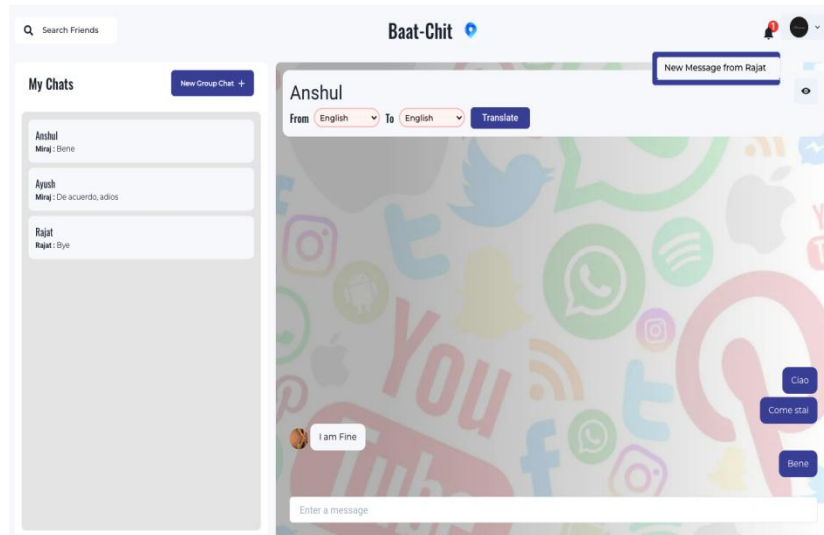 Search Friends
Baat-Chit
1
New Message from Rajat
My Chats
New Group Chat +
Anshul
Miraj : Bene
Ayush
Miraj : De acuerdo, adios
Rajat
Rajat : Bye
Anshul
From English To English Translate
You
Tube
Ciao
Come stai
I am Fine
Bene
Enter a message